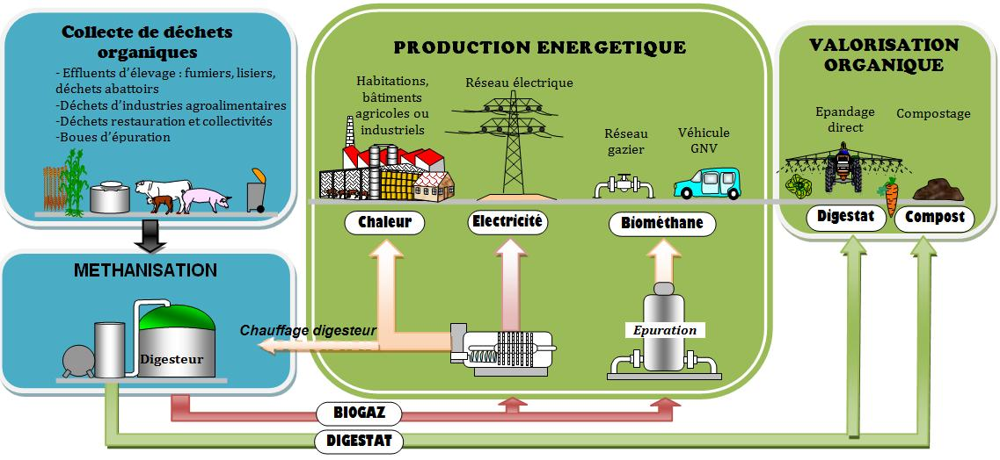 Collecte de déchets
organiques
- Effluents d'élevage : fumiers, lisiers,
déchets abattoirs
-Déchets d'industries agroalimentaires
-Déchets restauration et collectivités
-Boues d'épuration
METHANISATION
Digesteur
PRODUCTION ENERGETIQUE
Habitations,
bâtiments
agricoles ou
industriels
Réseau électrique
Réseau
gazier
Véhicule
GNV
Chaleur
Electricité
Biométhane
Chauffage digesteur
Epuration
VALORISATION
ORGANIQUE
Epandage
direct
Compostage
Digestat
Compost
BIOGAZ
DIGESTAT